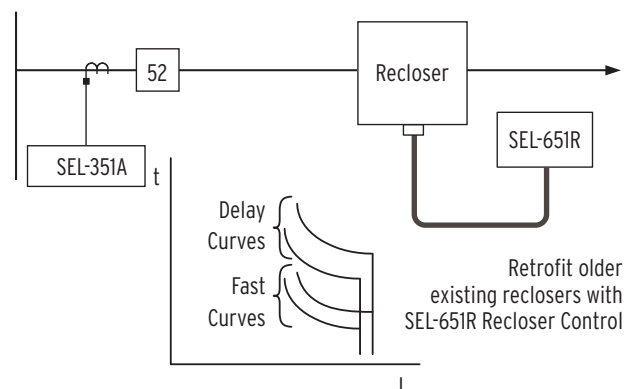 52
Recloser
SEL-651R
SEL-351A
t
Delay
Curves
Fast
Curves
Retrofit older
existing reclosers with
SEL-651R Recloser Control